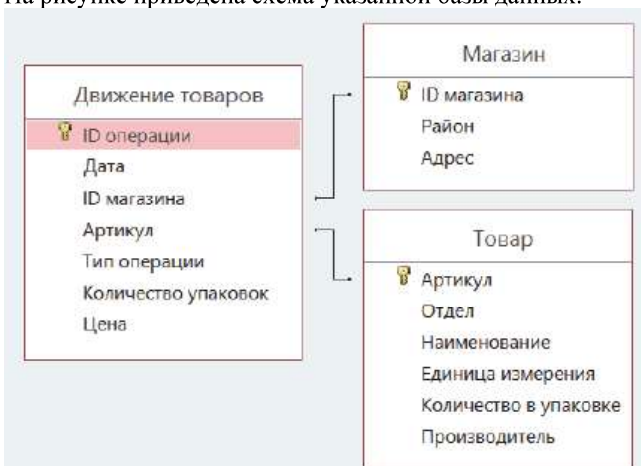 На рисунке приведена схема указанной базы данных.
Движение товаров
ID операции
Дата
ID магазина
Артикул
Тип операции
Количество упаковок
Цена
Магазин
ID магазина
Район
Адрес
Товар
Артикул
Отдел
Наименование
Единица измерения
Количество в упаковке
Производитель